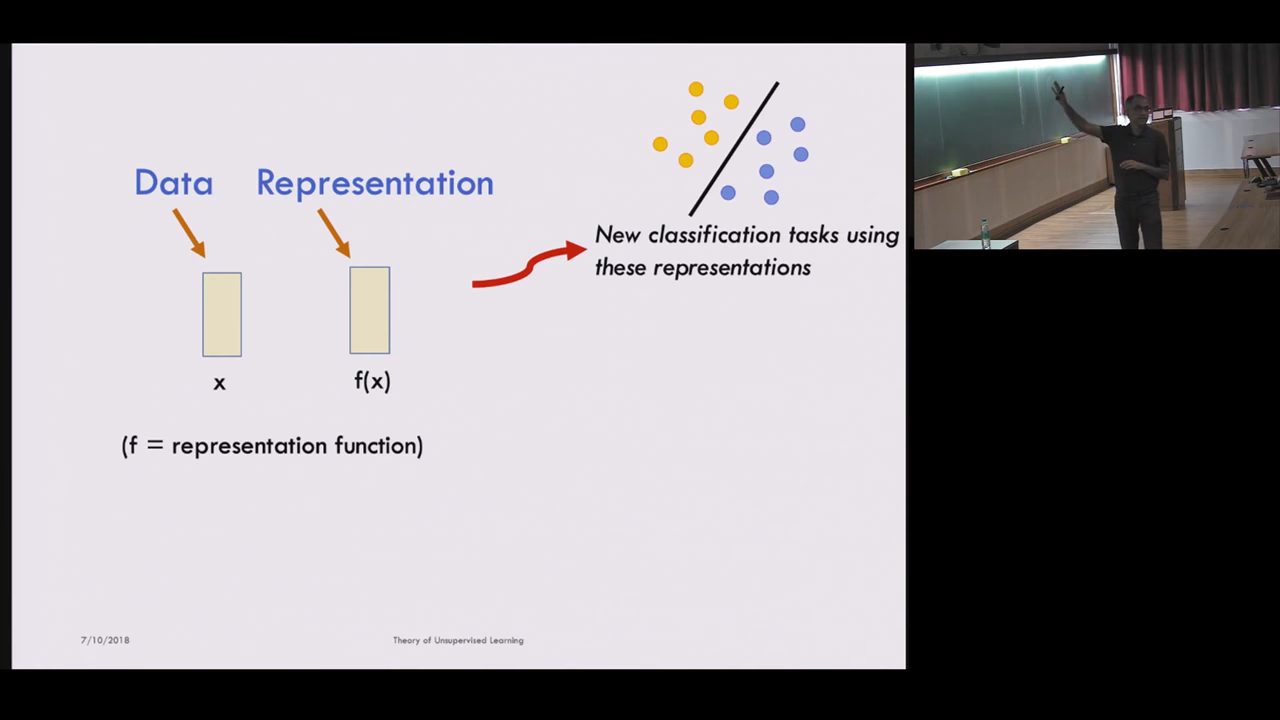 Data
Representation
New classification tasks using
these representations
x
f(x)
(f = representation function)
7/10/2018
Theory of Unsupervised Learning